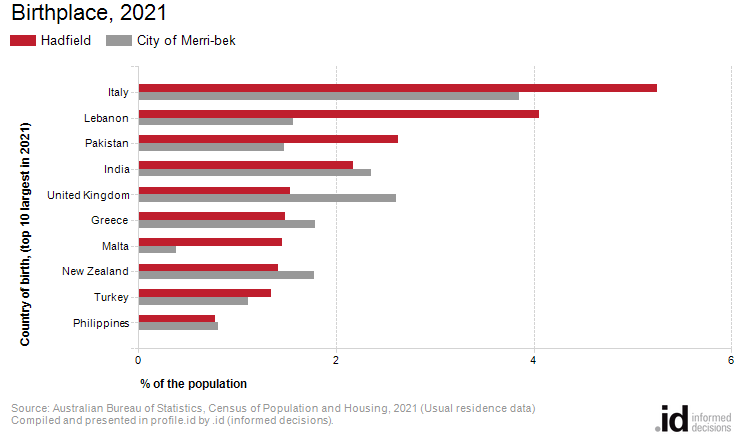 Birthplace, 2021
Hadfield
City of Merri-bek
Country of birth, (top 10 largest in 2021)
Italy
Lebanon
Pakistan
India
United Kingdom
Greece
Malta
New Zealand
Turkey
Philippines
0 2 4 6
% of the population
Source: Australian Bureau of Statistics, Census of Population and Housing, 2021 (Usual residence data)
Compiled and presented in profile.id by .id (informed decisions).
.id informed
decisions